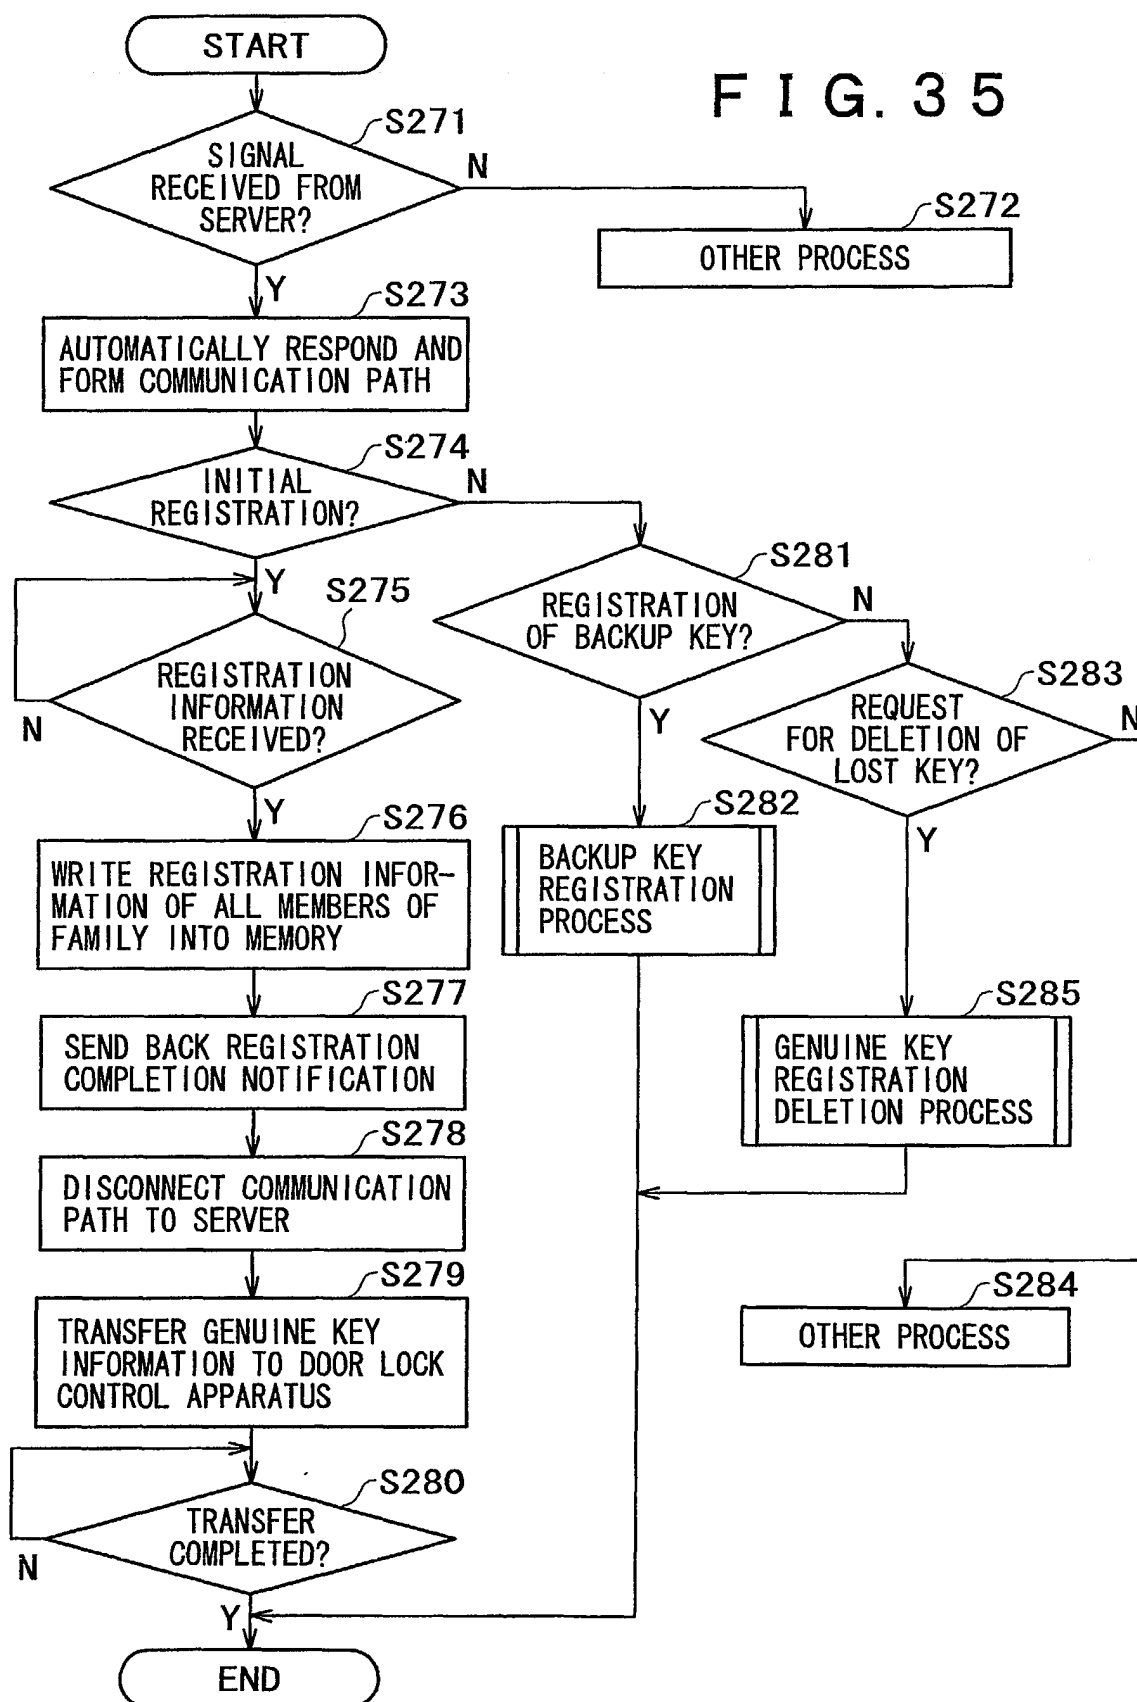 START
FIG. 35
S271
SIGNAL
RECEIVED FROM
SERVER?
N
S272
OTHER PROCESS
Y
S273
AUTOMATICALLY RESPOND AND
FORM COMMUNICATION PATH
S274
INITIAL
REGISTRATION?
N
Y
S275
REGISTRATION
INFORMATION
RECEIVED?
N
Y
S281
REGISTRATION
OF BACKUP KEY?
N
Y
S283
REQUEST
FOR DELETION OF
LOST KEY?
N
Y
S276
WRITE REGISTRATION INFOR-
MATION OF ALL MEMBERS OF
FAMILY INTO MEMORY
S282
BACKUP KEY
REGISTRATION
PROCESS
S277
SEND BACK REGISTRATION
COMPLETION NOTIFICATION
S285
GENUINE KEY
REGISTRATION
DELETION PROCESS
S278
DISCONNECT COMMUNICATION
PATH TO SERVER
S279
TRANSFER GENUINE KEY
INFORMATION TO DOOR LOCK
CONTROL APPARATUS
S284
OTHER PROCESS
S280
TRANSFER
COMPLETED?
N
Y
END